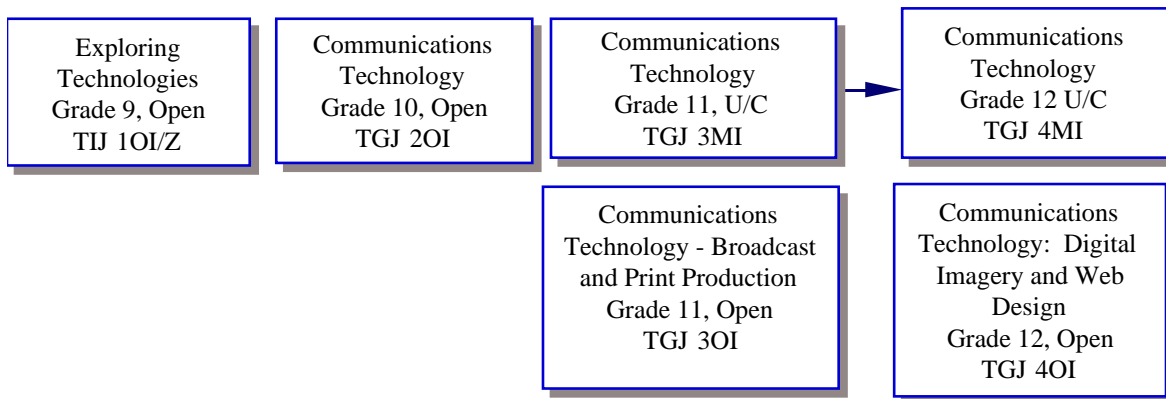 Exploring
Technologies
Grade 9, Open
TIJ 1OI/Z
Communications
Technology
Grade 10, Open
TGJ 2OI
Communications
Technology
Grade 11, U/C
TGJ 3MI
Communications
Technology
Grade 12 U/C
TGJ 4MI
Communications
Technology - Broadcast
and Print Production
Grade 11, Open
TGJ 3OI
Communications
Technology:  Digital
Imagery and Web
Design
Grade 12, Open
TGJ 4OI